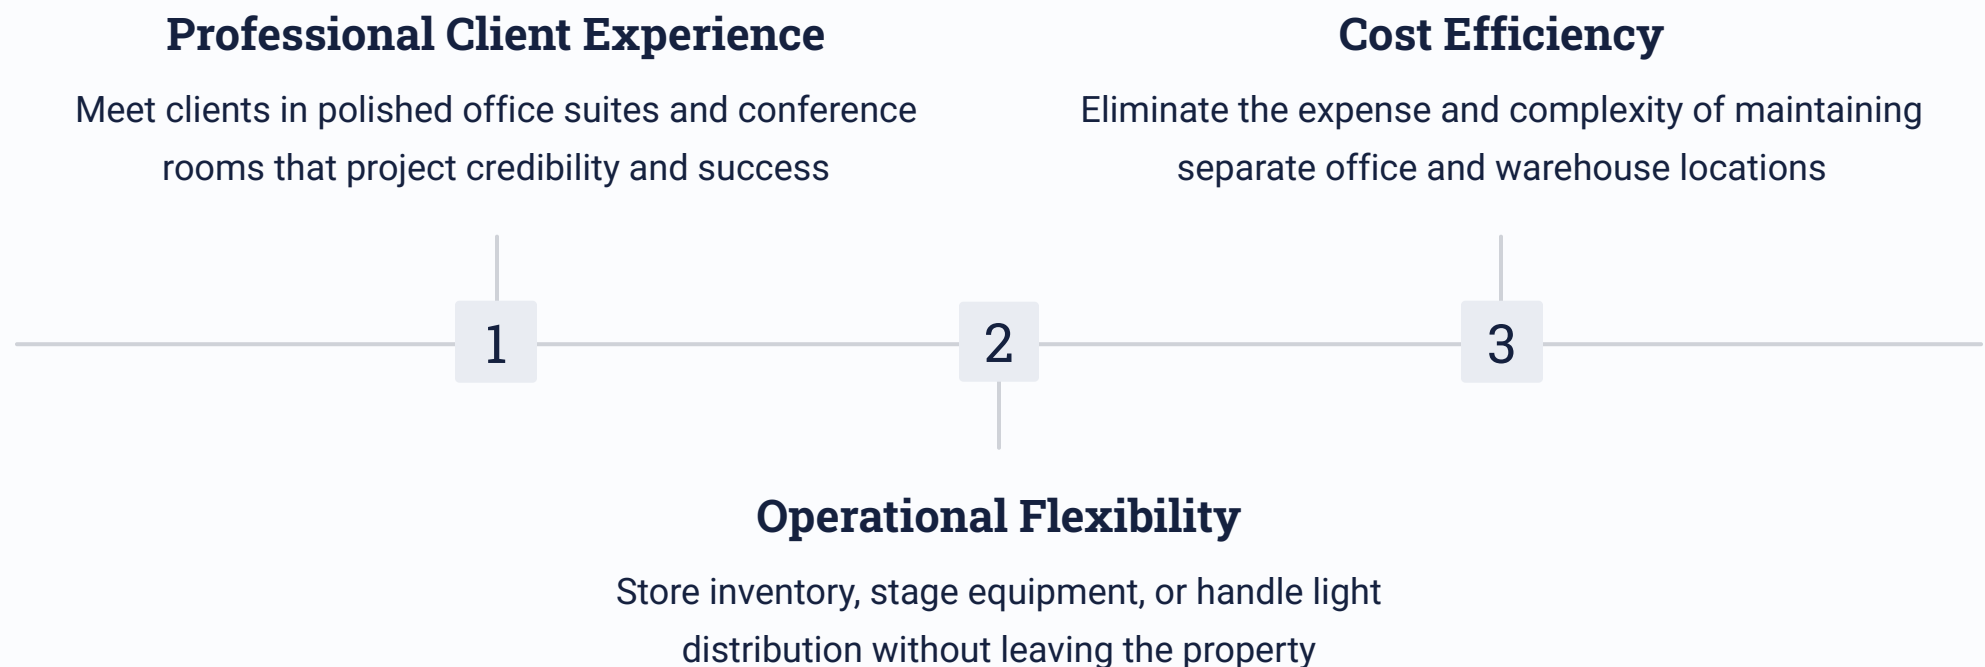 Professional Client Experience
Meet clients in polished office suites and conference
rooms that project credibility and success
Cost Efficiency
Eliminate the expense and complexity of maintaining
separate office and warehouse locations
1
2
3
Operational Flexibility
Store inventory, stage equipment, or handle light
distribution without leaving the property